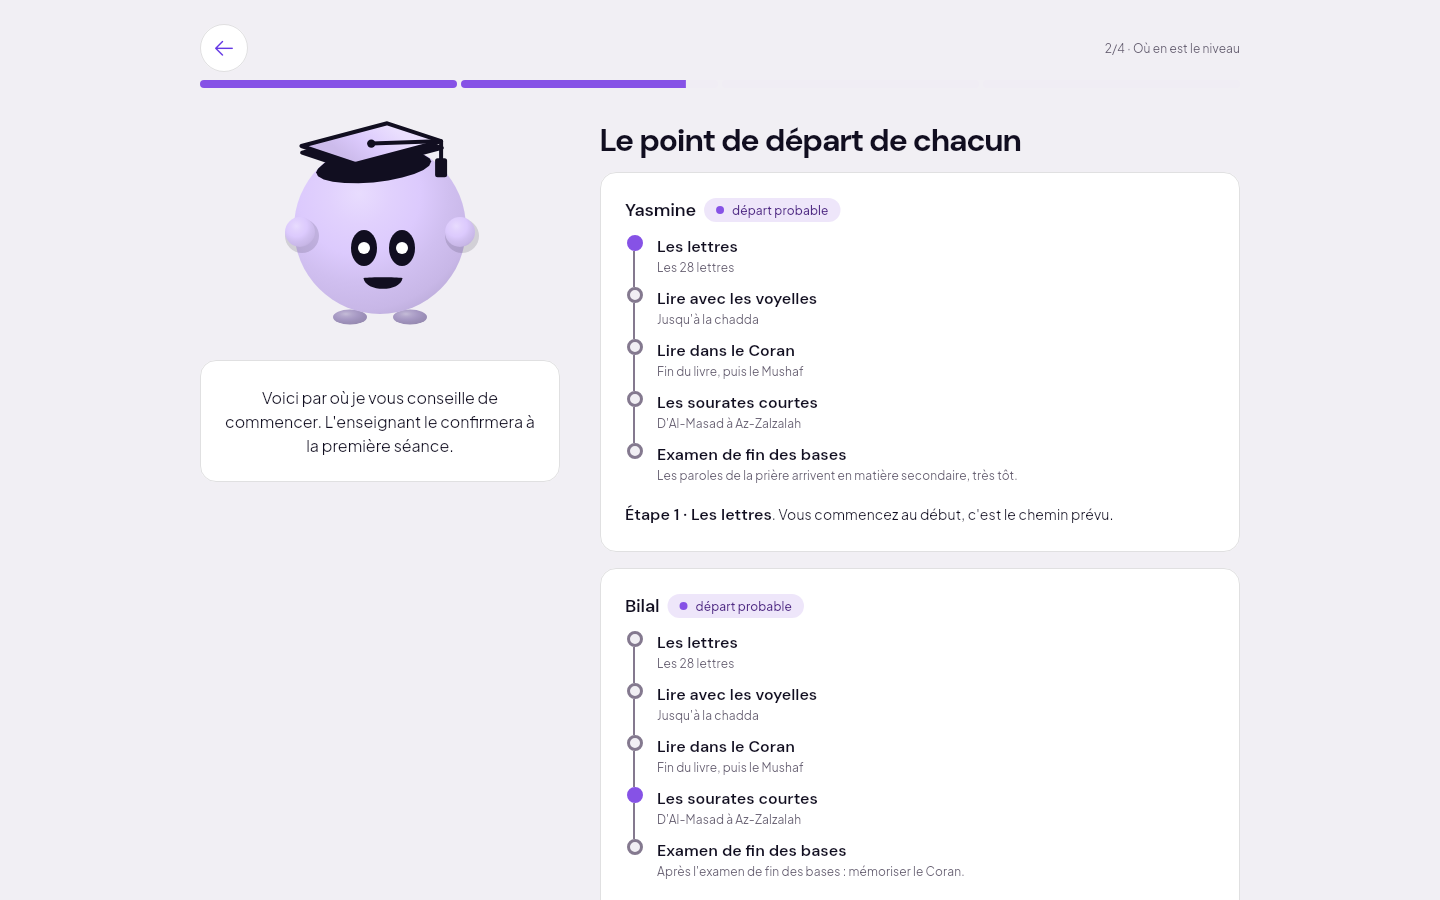 2/4 · Où en est le niveau
Le point de départ de chacun
Voici par où je vous conseille de
commencer. L'enseignant le confirmera à
la première séance.
Yasmine départ probable
Les lettres
Les 28 lettres
Lire avec les voyelles
Jusqu'à la chadda
Lire dans le Coran
Fin du livre, puis le Mushaf
Les sourates courtes
D'Al-Masad à Az-Zalzalah
Examen de fin des bases
Les paroles de la prière arrivent en matière secondaire, très tôt.
Étape 1 · Les lettres. Vous commencez au début, c'est le chemin prévu.
Bilal départ probable
Les lettres
Les 28 lettres
Lire avec les voyelles
Jusqu'à la chadda
Lire dans le Coran
Fin du livre, puis le Mushaf
Les sourates courtes
D'Al-Masad à Az-Zalzalah
Examen de fin des bases
Après l'examen de fin des bases : mémoriser le Coran.